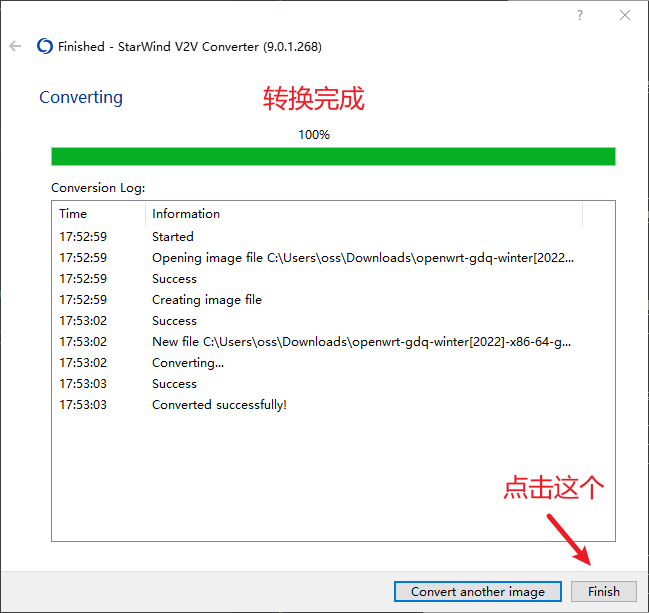 ?
Finished - StarWind V2V Converter (9.0.1.268)
Converting
转换完成
100%
Conversion Log:
Time Information
17:52:59 Started
17:52:59 Opening image file C:\Users\oss\Downloads\openwrt-gdq-winter[2022...
17:52:59 Success
17:52:59 Creating image file
17:53:02 Success
17:53:02 New file C:\Users\oss\Downloads\openwrt-gdq-winter[2022]-x86-64-g...
17:53:02 Converting...
17:53:03 Success
17:53:03 Converted successfully!
点击这个
Convert another image Finish